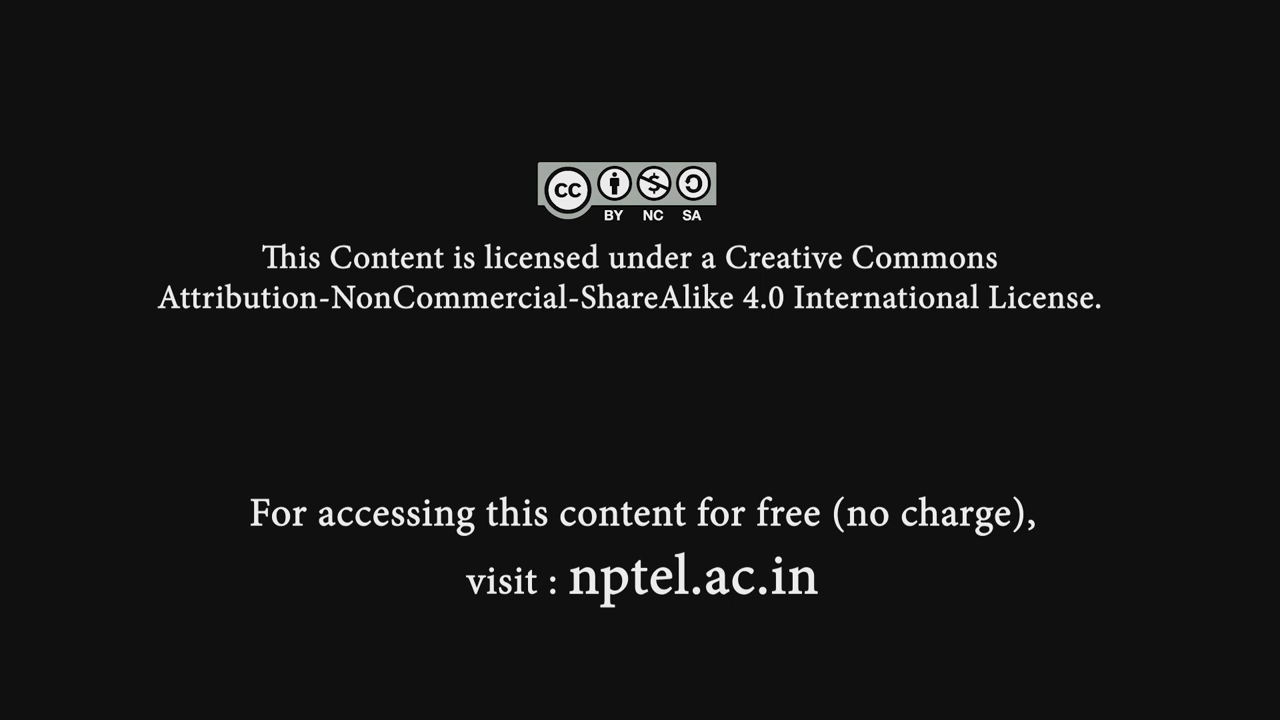 CC BY NC SA
This Content is licensed under a Creative Commons
Attribution-NonCommercial-ShareAlike 4.0 International License.
For accessing this content for free (no charge),
visit : nptel.ac.in